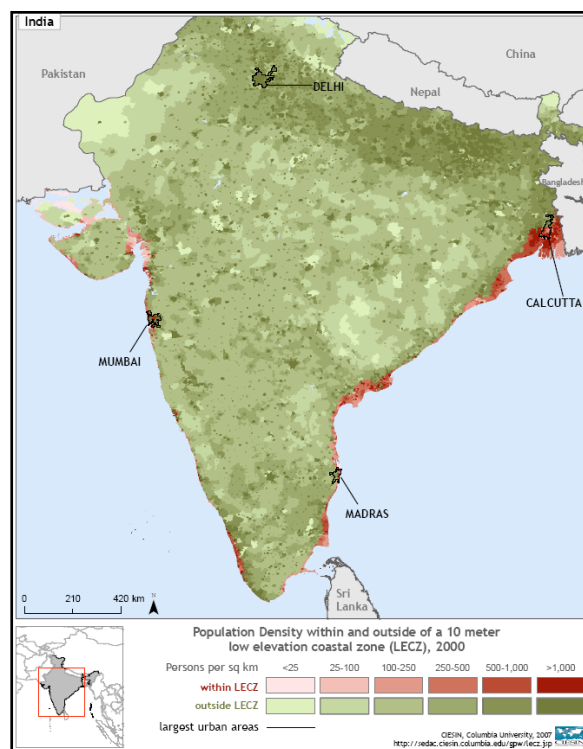 India
China
Pakistan
DELHI
Nepal
Bangladesh
CALCUTTA
MUMBAI
MADRAS
Sri
Lanka
0 210 420 km
N
Population Density within and outside of a 10 meter
low elevation coastal zone (LECZ), 2000
Persons per sq km <25 25-100 100-250 250-500 500-1,000 >1,000
within LECZ
outside LECZ
largest urban areas
CIESIN, Columbia University, 2007
http://sedac.ciesin.columbia.edu/gpw/lecz.jsp
CIESIN